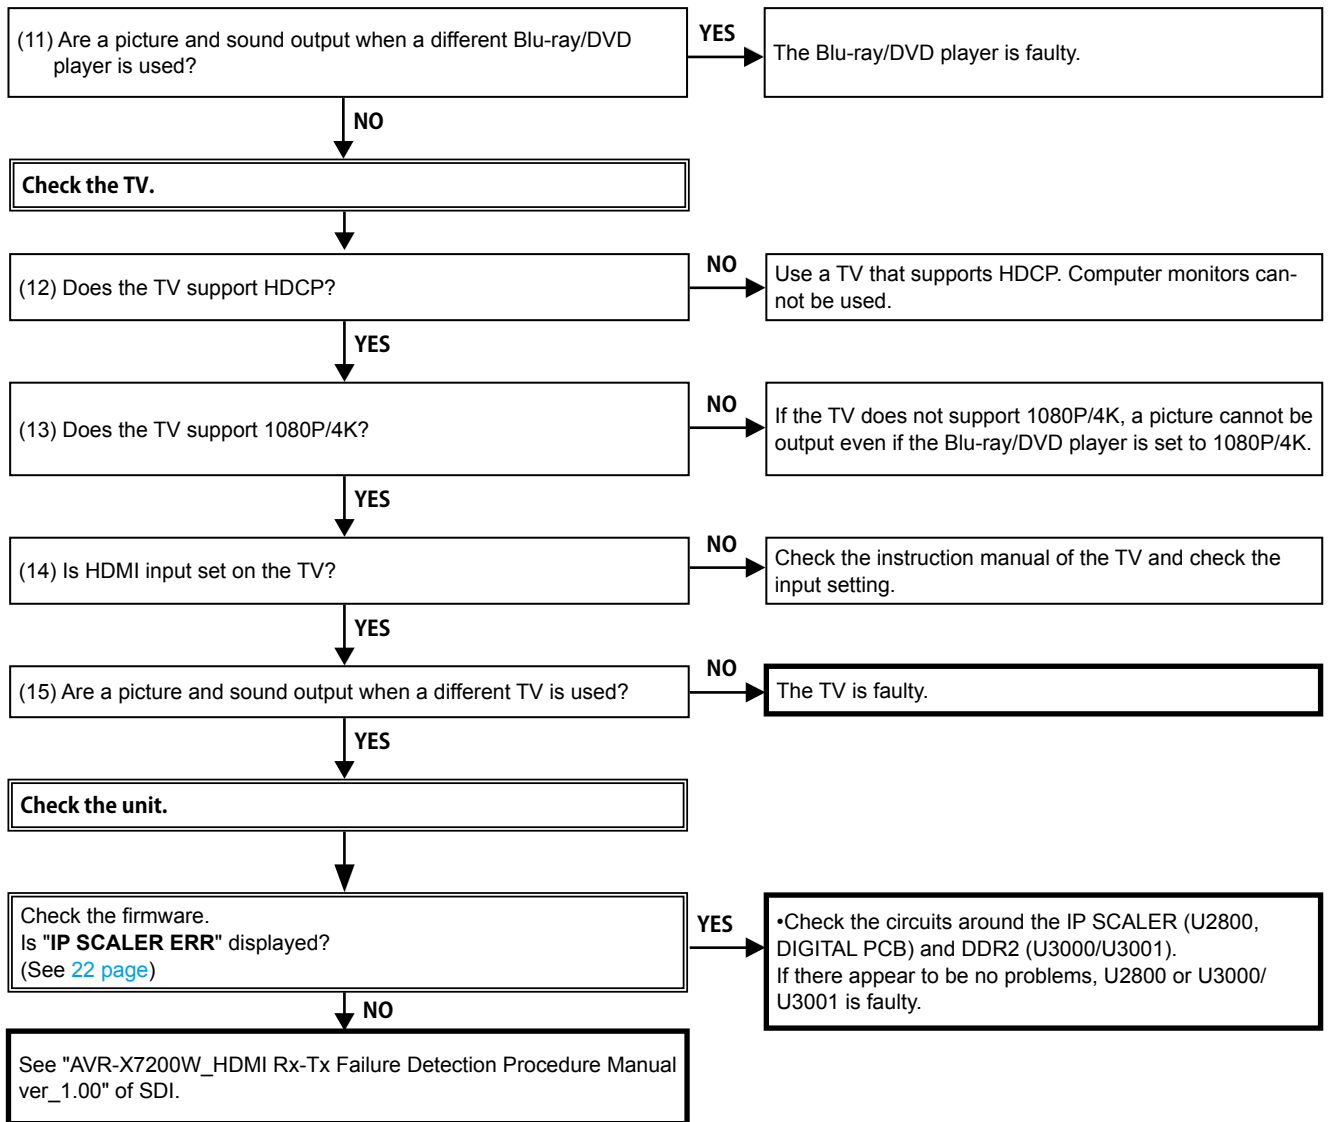 (11) Are a picture and sound output when a different Blu-ray/DVD
player is used?
YES
The Blu-ray/DVD player is faulty.
NO
Check the TV.
(12) Does the TV support HDCP?
NO
Use a TV that supports HDCP. Computer monitors can-
not be used.
YES
(13) Does the TV support 1080P/4K?
NO
If the TV does not support 1080P/4K, a picture cannot be
output even if the Blu-ray/DVD player is set to 1080P/4K.
YES
(14) Is HDMI input set on the TV?
NO
Check the instruction manual of the TV and check the
input setting.
YES
(15) Are a picture and sound output when a different TV is used?
NO
The TV is faulty.
YES
Check the unit.
Check the firmware.
Is "IP SCALER ERR" displayed?
(See 22 page)
YES
•Check the circuits around the IP SCALER (U2800,
DIGITAL PCB) and DDR2 (U3000/U3001).
If there appear to be no problems, U2800 or U3000/
U3001 is faulty.
NO
See "AVR-X7200W_HDMI Rx-Tx Failure Detection Procedure Manual
ver_1.00" of SDI.